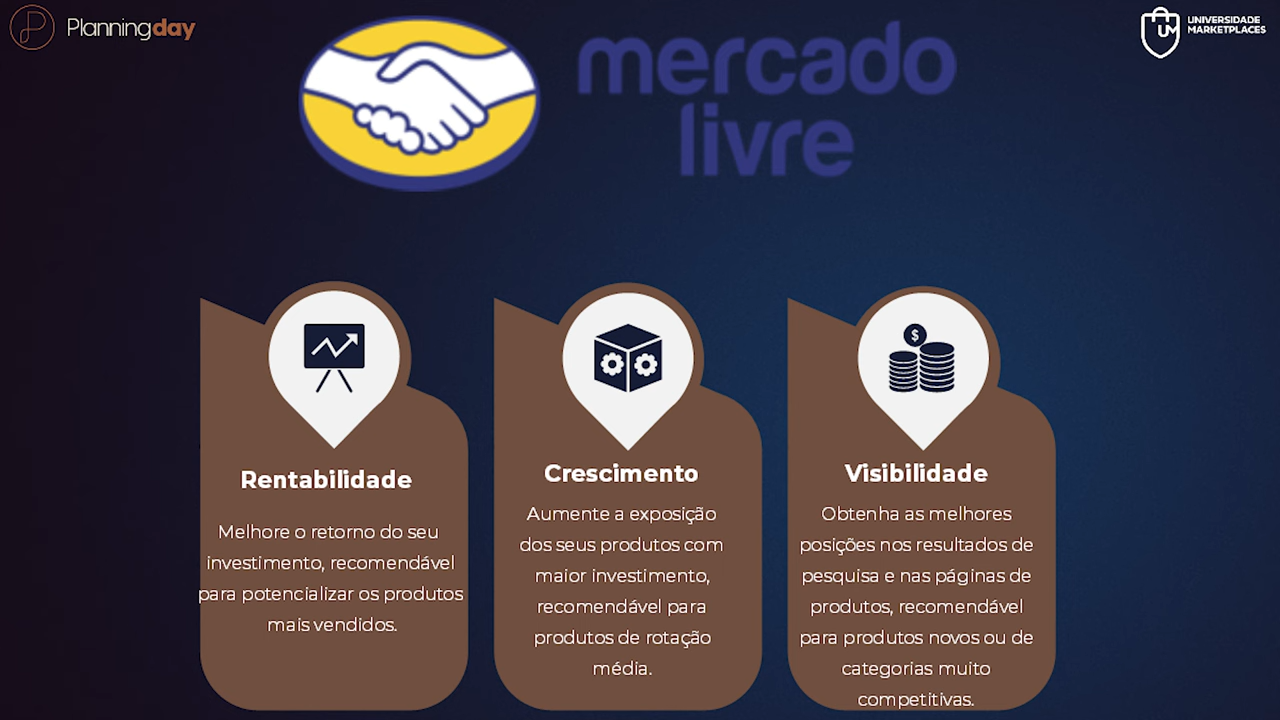 Planningday
UNIVERSIDADE
MARKETPLACES
UM
mercado
livre
Rentabilidade
Melhore o retorno do seu
investimento, recomendável
para potencializar os produtos
mais vendidos.
Crescimento
Aumente a exposição
dos seus produtos com
maior investimento,
recomendável para
produtos de rotação
média.
$
Visibilidade
Obtenha as melhores
posições nos resultados de
pesquisa e nas páginas de
produtos, recomendável
para produtos novos ou de
categorias muito
competitivas.